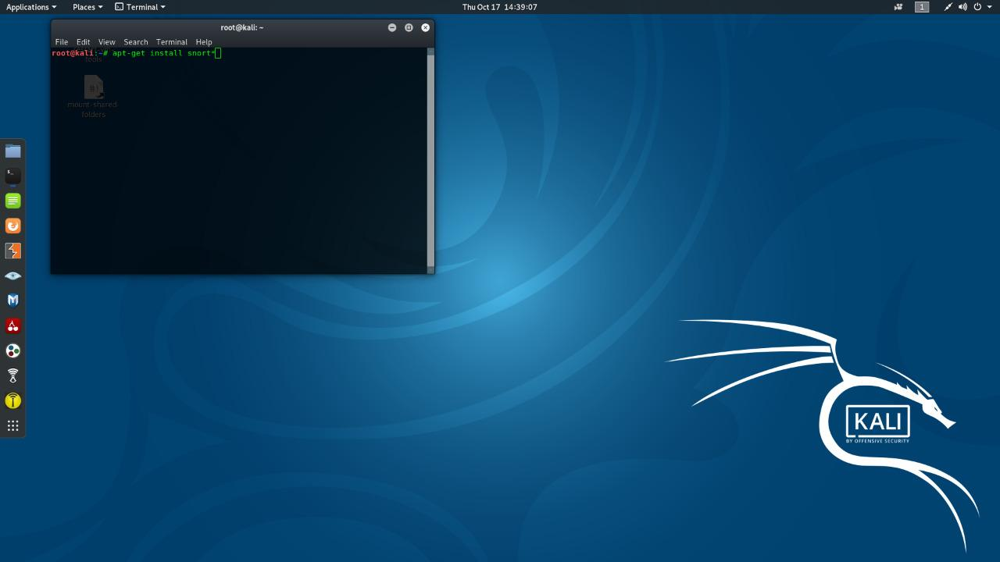 Applications Places Terminal Thu Oct 17 14:39:07 1
root@kali: ~
File Edit View Search Terminal Help
root@kali:~# apt-get install snort*
tools
mount-shared-
folders
KALI
BY OFFENSIVE SECURITY